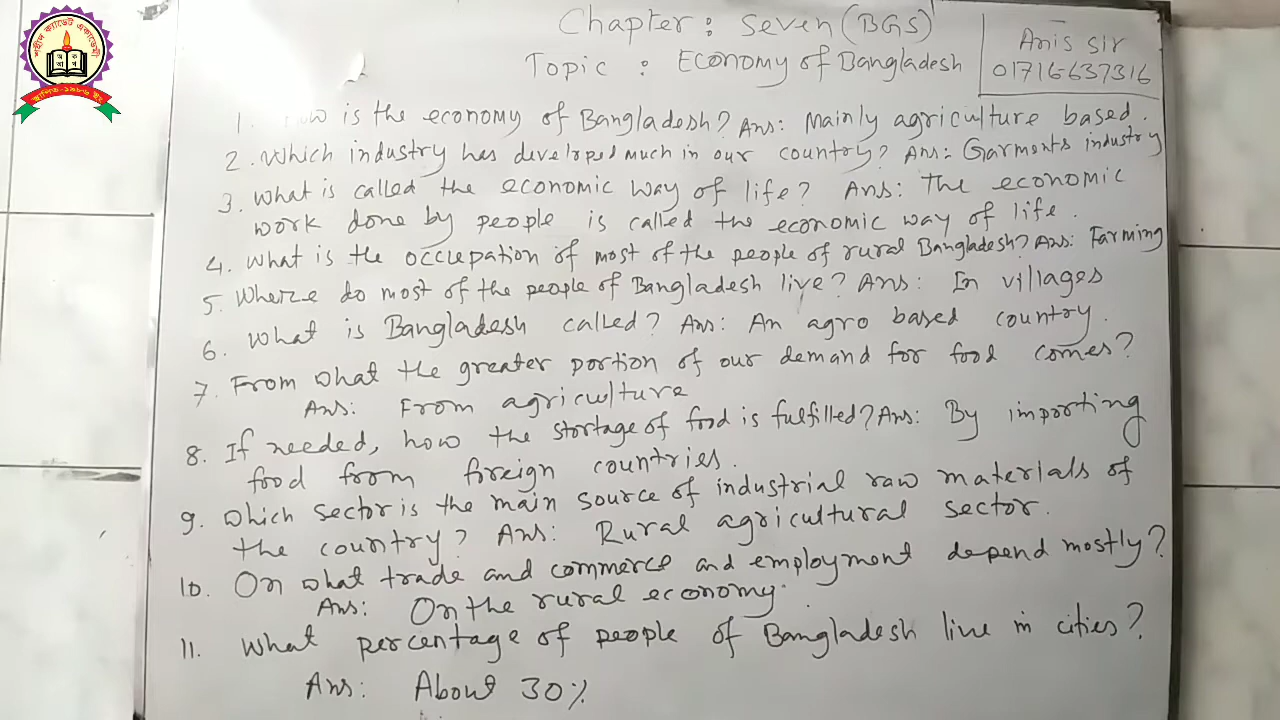 শহীদ ক্যাডেট একাডেমী
স্থাপিত-১৯৮৬ ইং
Chapter: Seven (BGS)
Topic : Economy of Bangladesh
Anis Sir
01716-637316
1. How is the economy of Bangladesh? Ans: Mainly agriculture based.
2. Which industry has developed much in our country? Ans: Garments industry
3. What is called the economic way of life? Ans: The economic
work done by people is called the economic way of life.
4. What is the occupation of most of the people of rural Bangladesh? Ans: Farming
5. Where do most of the people of Bangladesh live? Ans: In villages
6. What is Bangladesh called? Ans: An agro based country.
7. From what the greater portion of our demand for food comes?
Ans: From agriculture
8. If needed, how the stortage of food is fulfilled? Ans: By importing
food from foreign countries.
9. Which sector is the main source of industrial raw materials of
the country? Ans: Rural agricultural sector.
10. On what trade and commerce and employment depend mostly?
Ans: On the rural economy.
11. What percentage of people of Bangladesh live in cities?
Ans: About 30%